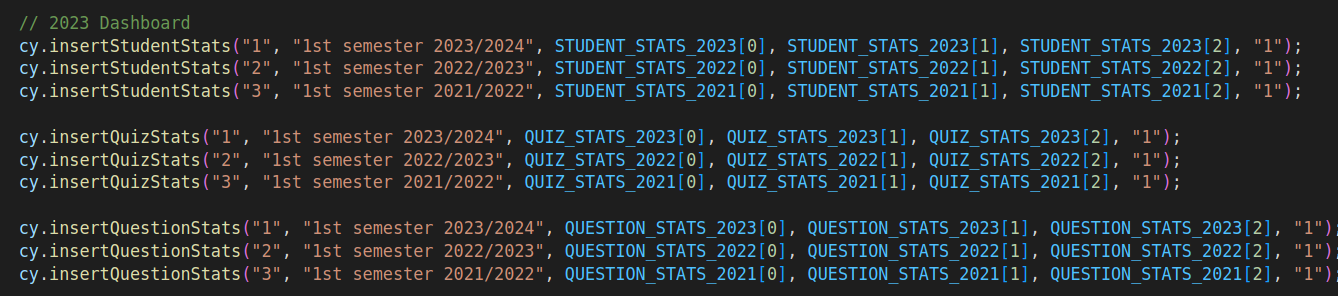 // 2023 Dashboard
cy.insertStudentStats("1", "1st semester 2023/2024", STUDENT_STATS_2023[0], STUDENT_STATS_2023[1], STUDENT_STATS_2023[2], "1");
cy.insertStudentStats("2", "1st semester 2022/2023", STUDENT_STATS_2022[0], STUDENT_STATS_2022[1], STUDENT_STATS_2022[2], "1");
cy.insertStudentStats("3", "1st semester 2021/2022", STUDENT_STATS_2021[0], STUDENT_STATS_2021[1], STUDENT_STATS_2021[2], "1");
cy.insertQuizStats("1", "1st semester 2023/2024", QUIZ_STATS_2023[0], QUIZ_STATS_2023[1], QUIZ_STATS_2023[2], "1");
cy.insertQuizStats("2", "1st semester 2022/2023", QUIZ_STATS_2022[0], QUIZ_STATS_2022[1], QUIZ_STATS_2022[2], "1");
cy.insertQuizStats("3", "1st semester 2021/2022", QUIZ_STATS_2021[0], QUIZ_STATS_2021[1], QUIZ_STATS_2021[2], "1");
cy.insertQuestionStats("1", "1st semester 2023/2024", QUESTION_STATS_2023[0], QUESTION_STATS_2023[1], QUESTION_STATS_2023[2], "1");
cy.insertQuestionStats("2", "1st semester 2022/2023", QUESTION_STATS_2022[0], QUESTION_STATS_2022[1], QUESTION_STATS_2022[2], "1");
cy.insertQuestionStats("3", "1st semester 2021/2022", QUESTION_STATS_2021[0], QUESTION_STATS_2021[1], QUESTION_STATS_2021[2], "1");